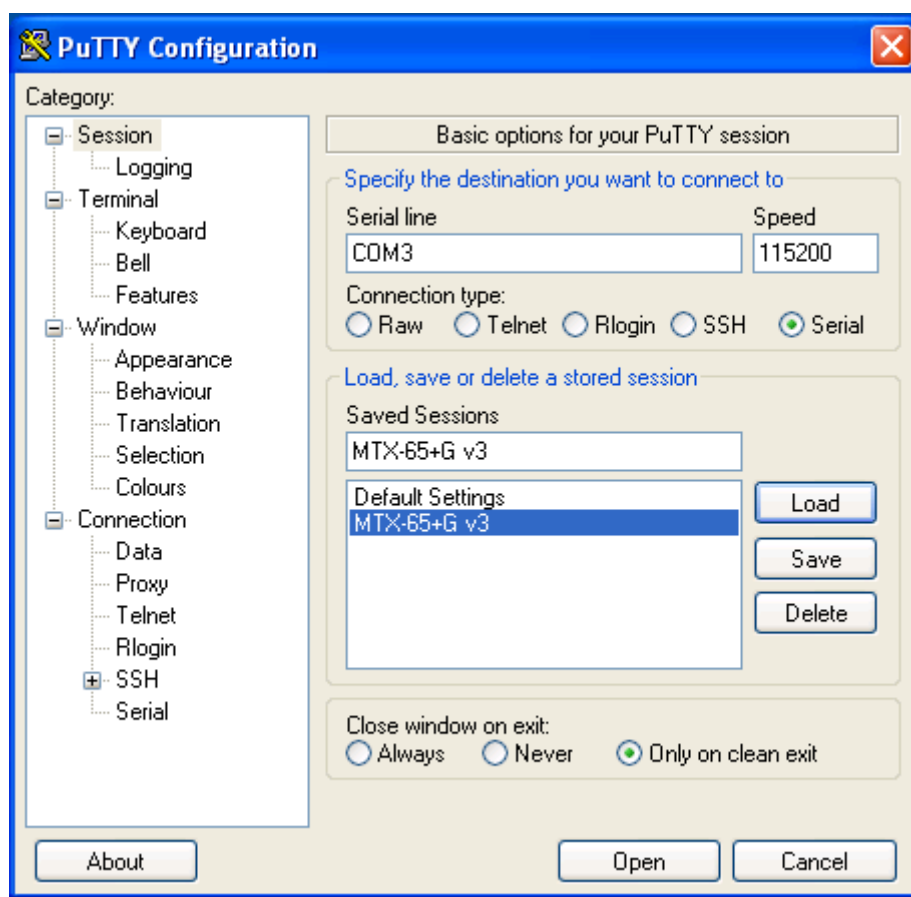 PuTTY Configuration
Category:
Session
Logging
Terminal
Keyboard
Bell
Features
Window
Appearance
Behaviour
Translation
Selection
Colours
Connection
Data
Proxy
Telnet
Rlogin
SSH
Serial
Basic options for your PuTTY session
Specify the destination you want to connect to
Serial line Speed
COM3 115200
Connection type:
Raw Telnet Rlogin SSH Serial
Load, save or delete a stored session
Saved Sessions
MTX-65+G v3
Default Settings
MTX-65+G v3
Load
Save
Delete
Close window on exit:
Always Never Only on clean exit
About Open Cancel